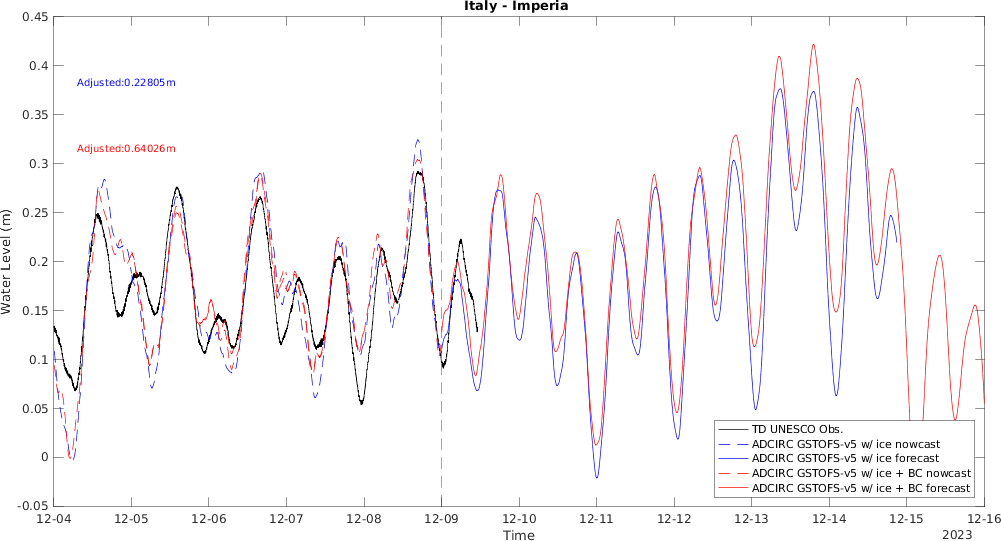 Italy - Imperia
0.45
0.4
0.35
0.3
0.25
0.2
0.15
0.1
0.05
0
-0.05
Water Level (m)
Adjusted:0.22805m
Adjusted:0.64026m
TD UNESCO Obs.
ADCIRC GSTOFS-v5 w/ ice nowcast
ADCIRC GSTOFS-v5 w/ ice forecast
ADCIRC GSTOFS-v5 w/ ice + BC nowcast
ADCIRC GSTOFS-v5 w/ ice + BC forecast
12-04 12-05 12-06 12-07 12-08 12-09 12-10 12-11 12-12 12-13 12-14 12-15 12-16
Time
2023